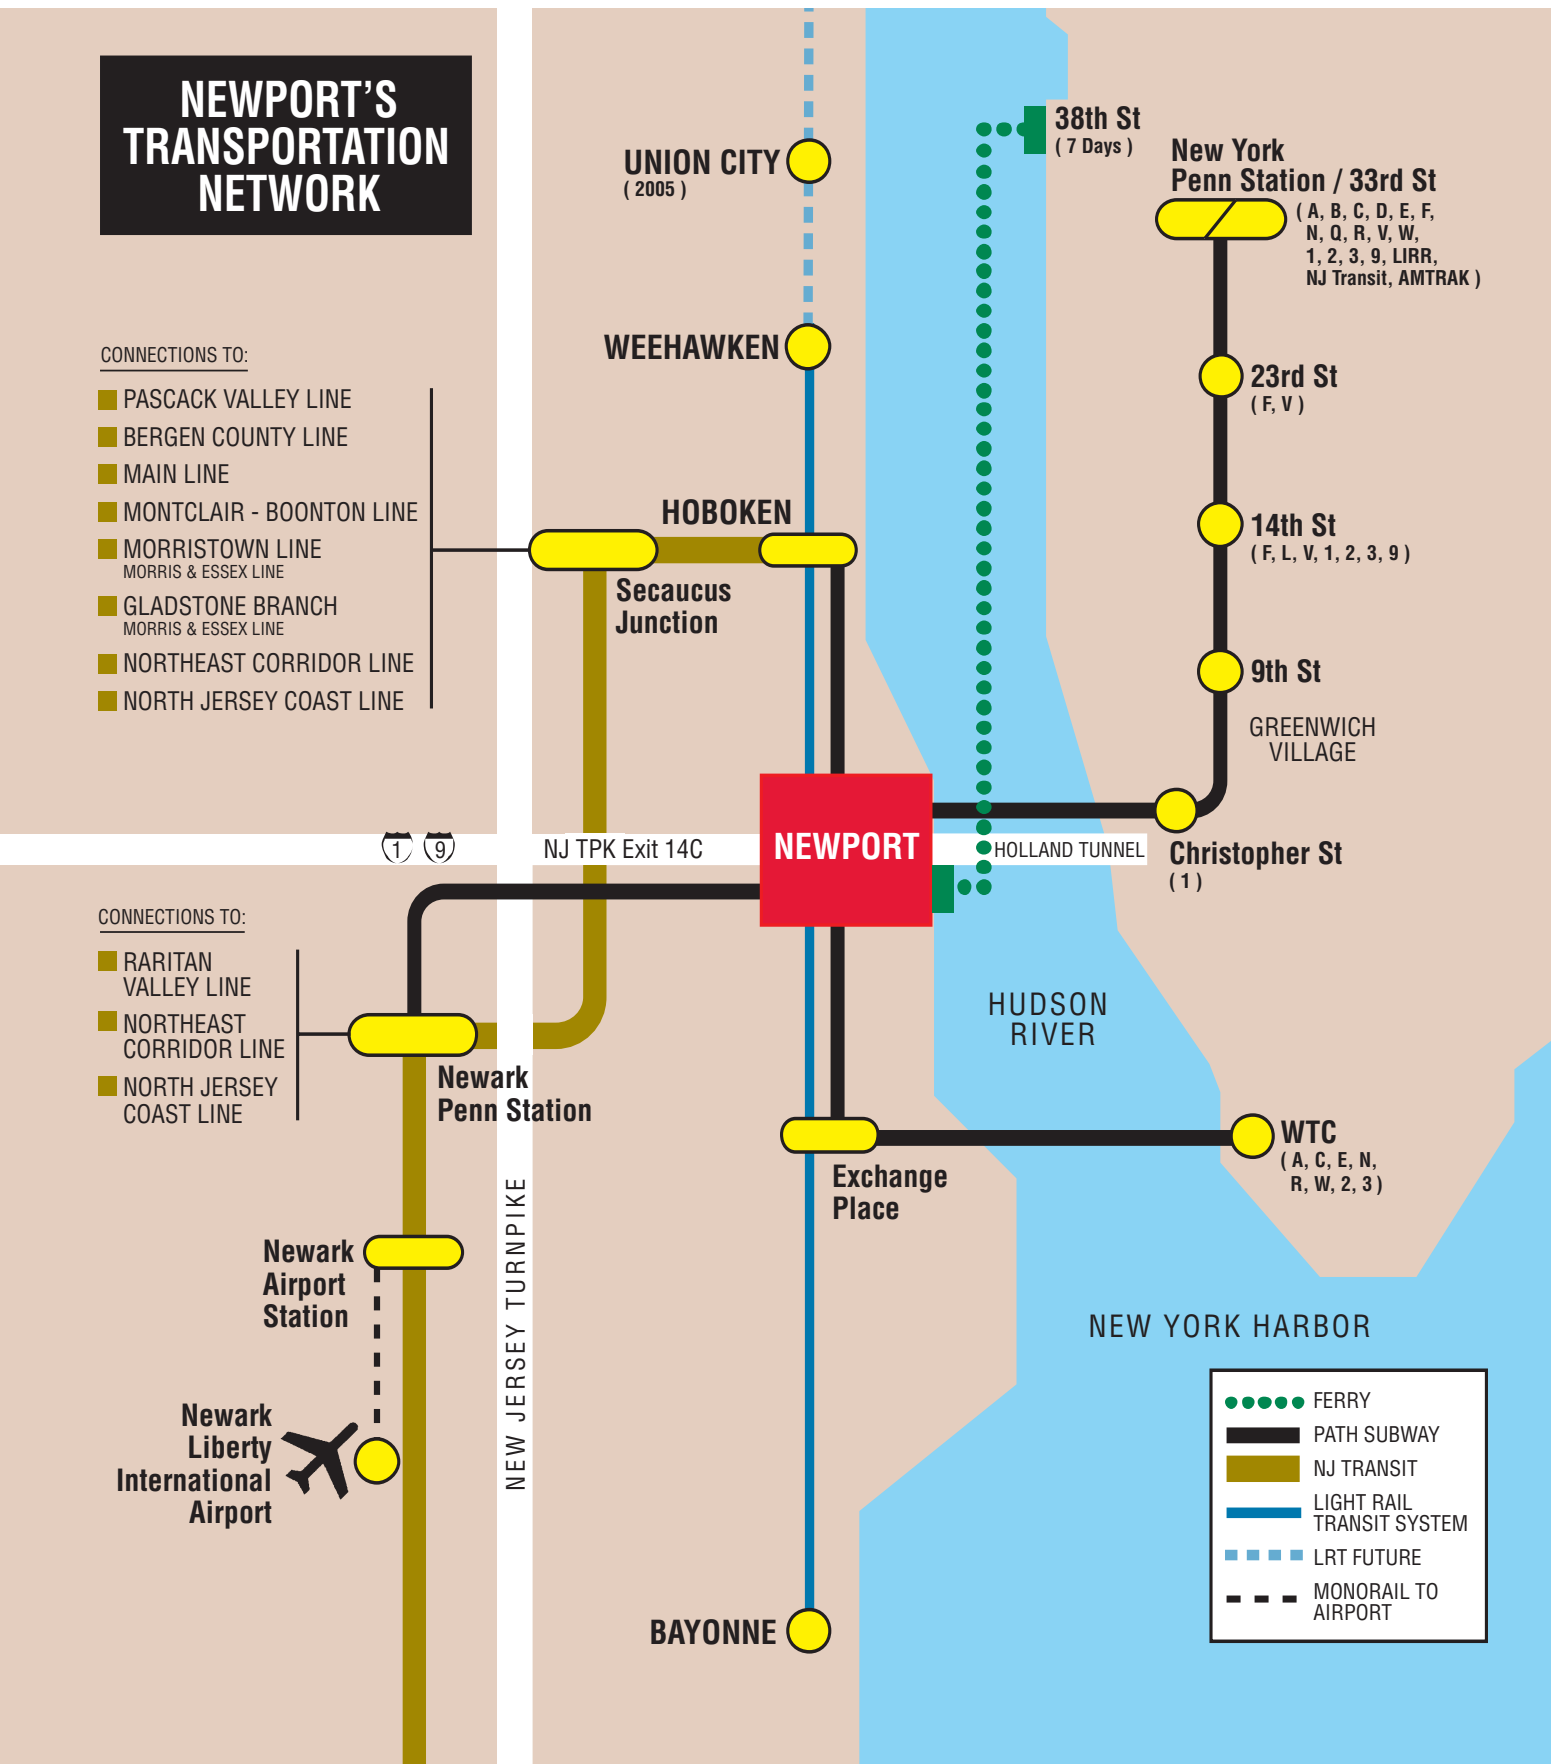 NEWPORT'S
TRANSPORTATION
NETWORK
38th St
( 7 Days )
New York
Penn Station / 33rd St
( A, B, C, D, E, F,
N, Q, R, V, W,
1, 2, 3, 9, LIRR,
NJ Transit, AMTRAK )
UNION CITY
( 2005 )
WEEHAWKEN
23rd St
( F, V )
CONNECTIONS TO:
PASCACK VALLEY LINE
BERGEN COUNTY LINE
MAIN LINE
MONTCLAIR - BOONTON LINE
MORRISTOWN LINE
MORRIS & ESSEX LINE
GLADSTONE BRANCH
MORRIS & ESSEX LINE
NORTHEAST CORRIDOR LINE
NORTH JERSEY COAST LINE
HOBOKEN
Secaucus
Junction
14th St
( F, L, V, 1, 2, 3, 9 )
9th St
GREENWICH
VILLAGE
1
9
NJ TPK Exit 14C
NEWPORT
HOLLAND TUNNEL
Christopher St
( 1 )
CONNECTIONS TO:
RARITAN
VALLEY LINE
NORTHEAST
CORRIDOR LINE
NORTH JERSEY
COAST LINE
Newark
Penn Station
HUDSON
RIVER
Exchange
Place
WTC
( A, C, E, N,
R, W, 2, 3 )
Newark
Airport
Station
NEW JERSEY TURNPIKE
Newark
Liberty
International
Airport
BAYONNE
NEW YORK HARBOR
FERRY
PATH SUBWAY
NJ TRANSIT
LIGHT RAIL
TRANSIT SYSTEM
LRT FUTURE
MONORAIL TO
AIRPORT